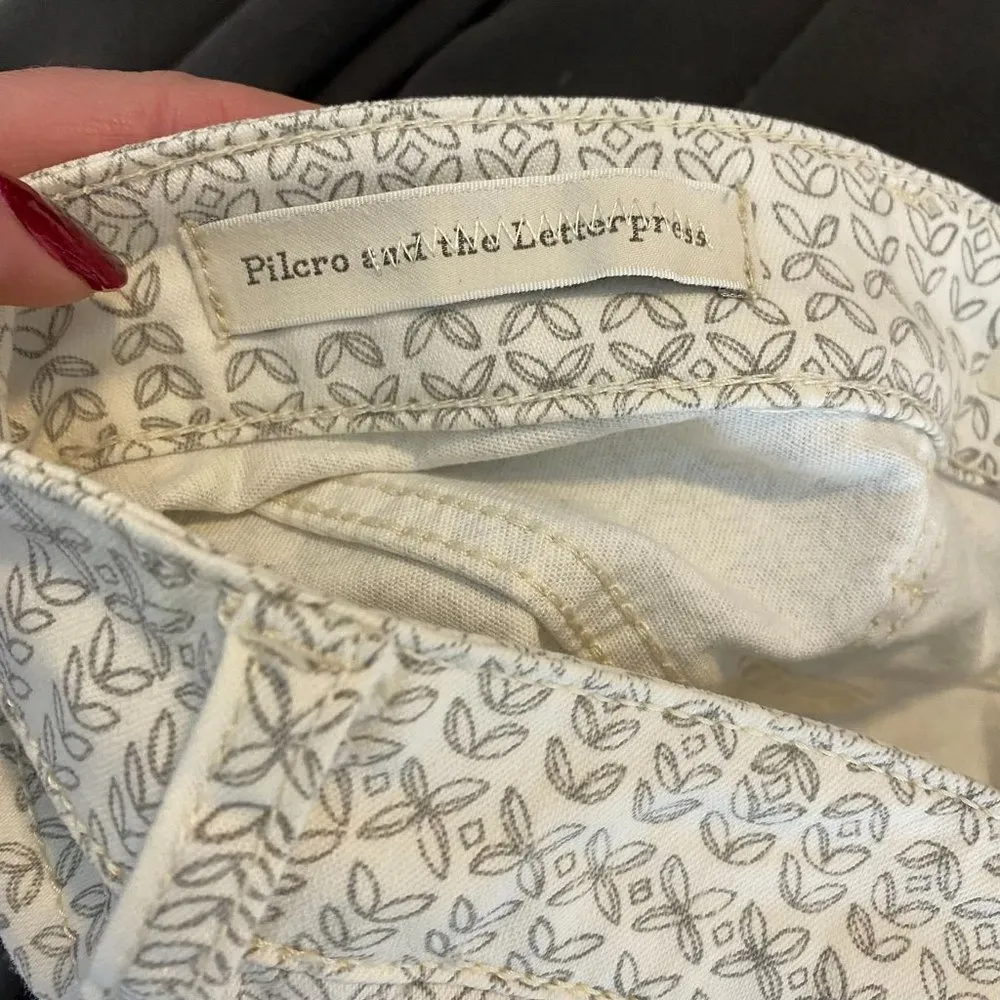 Pilcro and the Letterpress